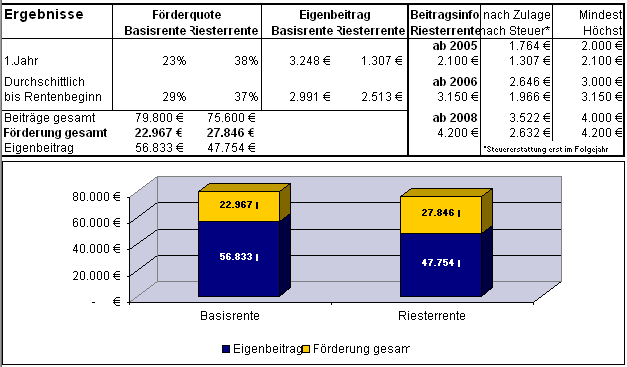 Ergebnisse Förderquote Eigenbeitrag Beitragsinfo nach Zulage Mindest
Basisrente Riesterrente Basisrente Riesterrente Riesterrente nach Steuer* Höchst
ab 2005 1.764 € 2.000 €
1.Jahr 23% 38% 3.248 € 1.307 € 2.100 € 1.307 € 2.100 €
Durchschnittlich ab 2006 2.646 € 3.000 €
bis Rentenbeginn 29% 37% 2.991 € 2.513 € 3.150 € 1.966 € 3.150 €
Beiträge gesamt 79.800 € 75.600 € ab 2008 3.522 € 4.000 €
Förderung gesamt 22.967 € 27.846 € 4.200 € 2.632 € 4.200 €
Eigenbeitrag 56.833 € 47.754 € *Steuererstattung erst im Folgejahr
80.000 €
60.000 €
40.000 €
20.000 €
- €
22.967
27.846
56.833
47.754
Basisrente Riesterrente
Eigenbeitrag Förderung gesam